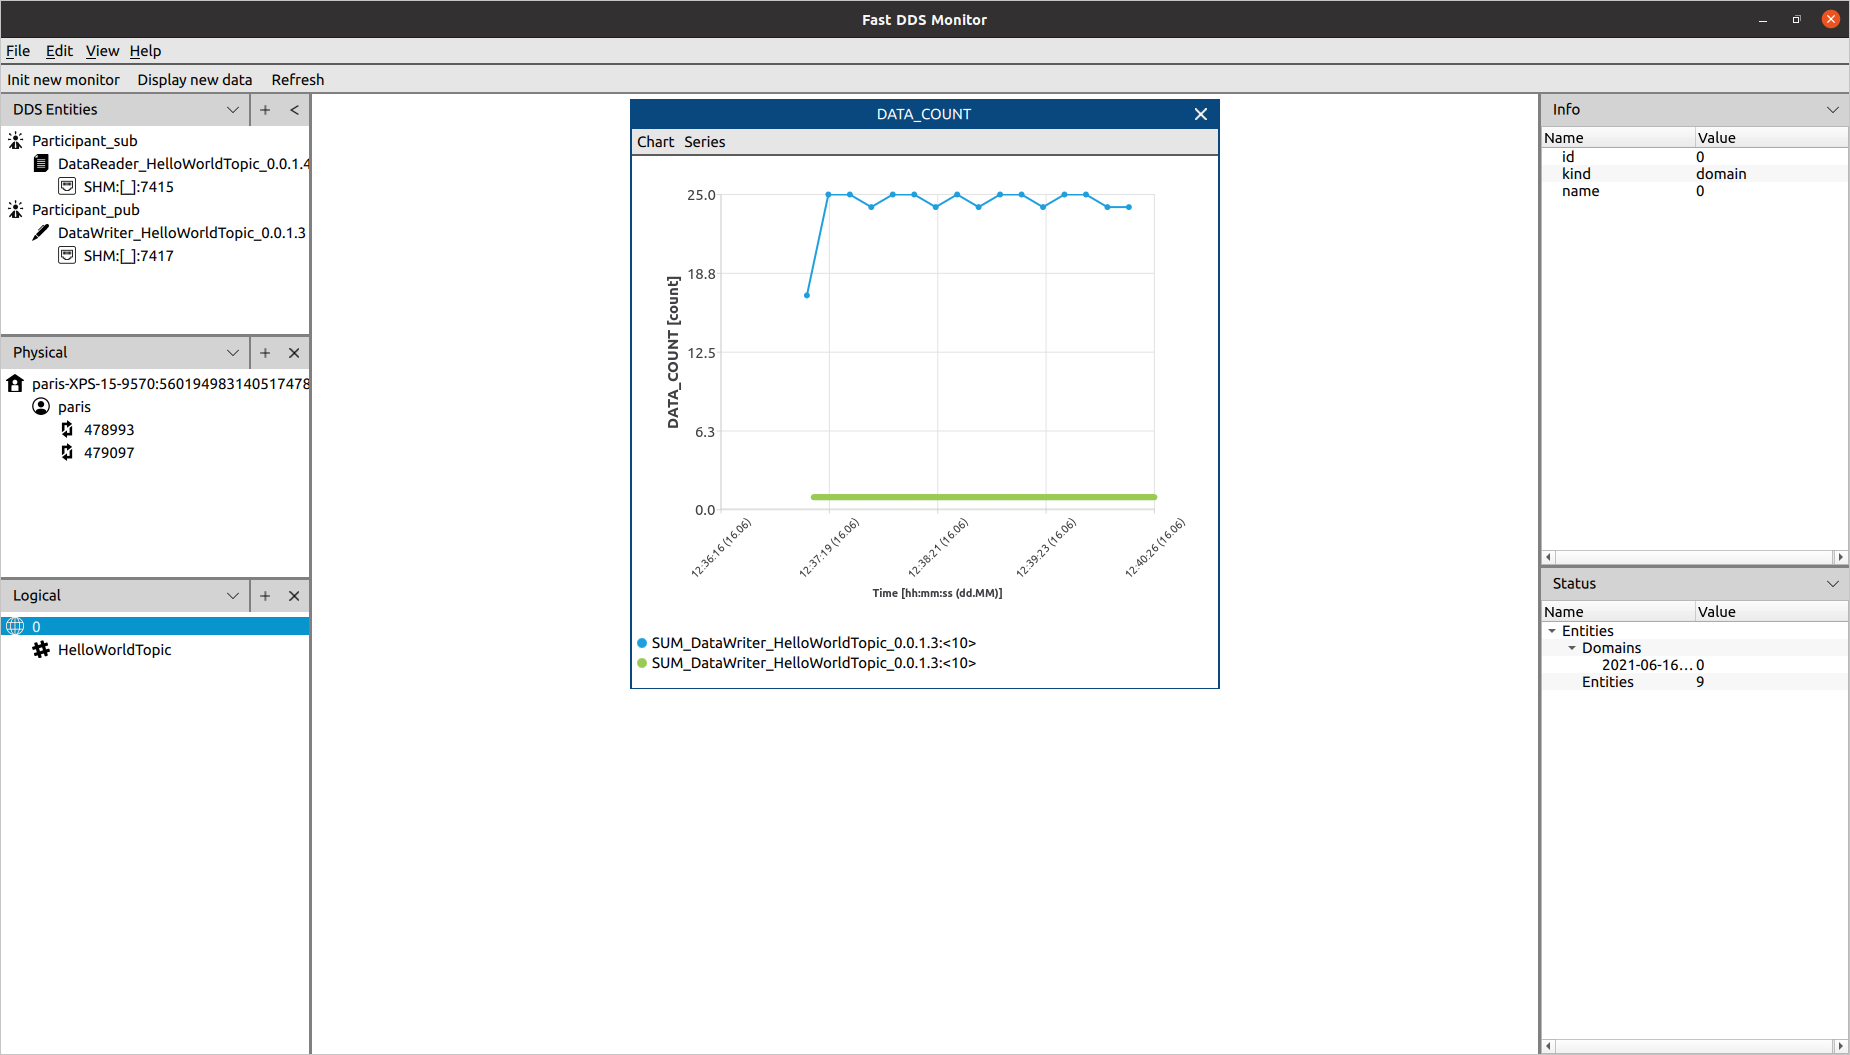 Fast DDS Monitor
File Edit View Help
Init new monitor Display new data Refresh
DDS Entities
Participant_sub
DataReader_HelloWorldTopic_0.0.1.4
SHM:[_]:7415
Participant_pub
DataWriter_HelloWorldTopic_0.0.1.3
SHM:[_]:7417
Physical
paris-XPS-15-9570:560194983140517478
paris
478993
479097
Logical
0
HelloWorldTopic
DATA_COUNT
Chart Series
DATA_COUNT [count]
25.0
18.8
12.5
6.3
0.0
12:36:16 (16.06)
12:37:19 (16.06)
12:38:21 (16.06)
12:39:23 (16.06)
12:40:26 (16.06)
Time [hh:mm:ss (dd.MM)]
SUM_DataWriter_HelloWorldTopic_0.0.1.3:<10>
SUM_DataWriter_HelloWorldTopic_0.0.1.3:<10>
Info
Name Value
id 0
kind domain
name 0
Status
Name Value
Entities
Domains
2021-06-16... 0
Entities 9